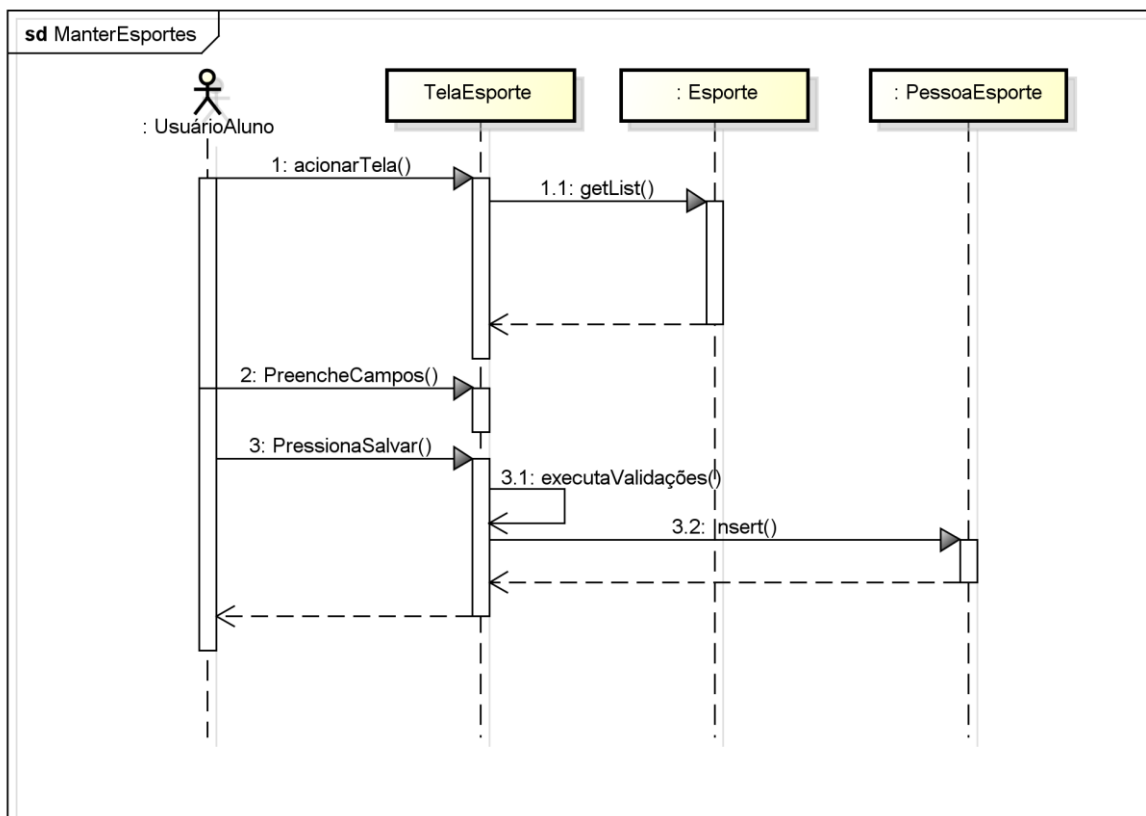 sd ManterEsportes
: UsuárioAluno
TelaEsporte
: Esporte
: PessoaEsporte
1: acionarTela()
1.1: getList()
2: PreencheCampos()
3: PressionaSalvar()
3.1: executaValidações()
3.2: Insert()